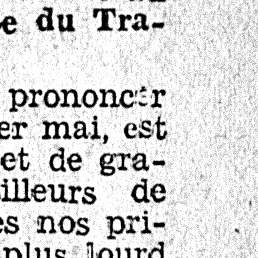 e du Tra-
prononcer
er mai, est
et de gra-
illeurs de
es nos pri-
plus lourd